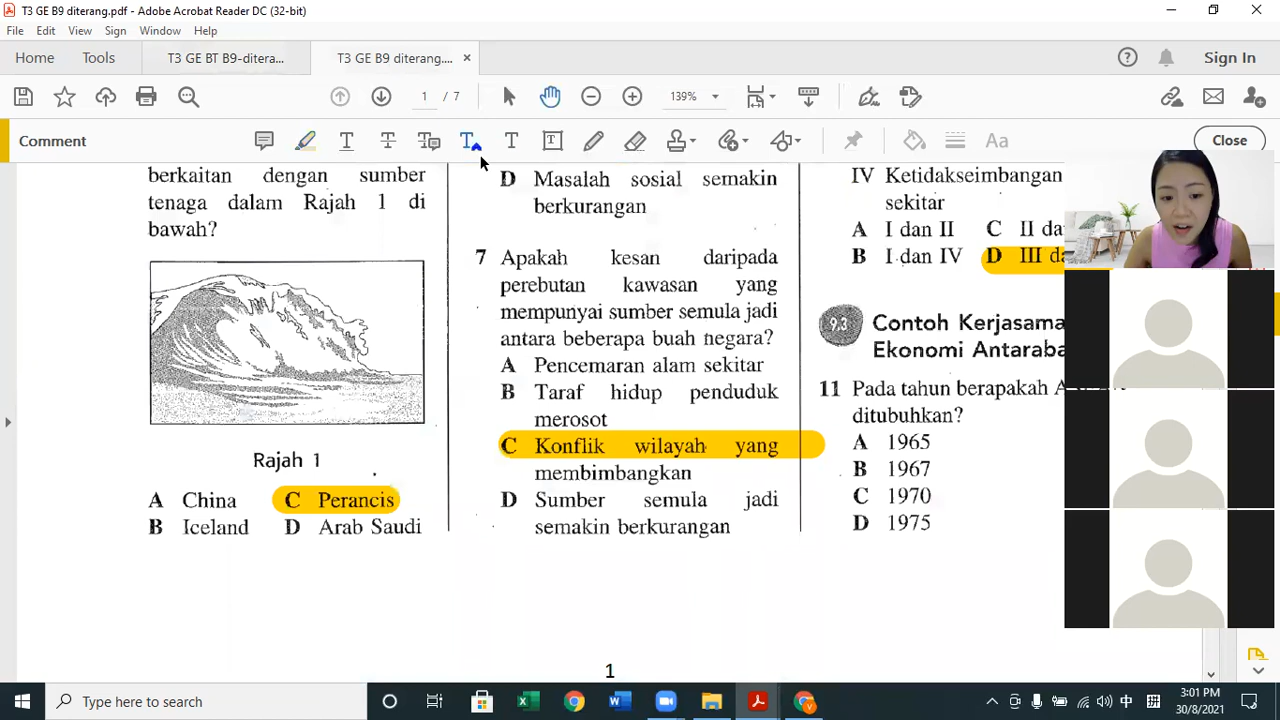 T3 GE B9 diterang.pdf - Adobe Acrobat Reader DC (32-bit)
File Edit View Sign Window Help
Home Tools T3 GE BT B9-ditera... T3 GE B9 diterang.... Sign In
1 / 7 139%
Comment Close
berkaitan dengan sumber
tenaga dalam Rajah 1 di
bawah?
Rajah 1
A China C Perancis
B Iceland D Arab Saudi
D Masalah sosial semakin
berkurangan
7 Apakah kesan daripada
perebutan kawasan yang
mempunyai sumber semula jadi
antara beberapa buah negara?
A Pencemaran alam sekitar
B Taraf hidup penduduk
merosot
C Konflik wilayah yang
membimbangkan
D Sumber semula jadi
semakin berkurangan
IV Ketidakseimbangan
sekitar
A I dan II C II da
B I dan IV D III da
9.3 Contoh Kerjasama
Ekonomi Antaraba
11 Pada tahun berapakah
ditubuhkan?
A 1965
B 1967
C 1970
D 1975
1
Type here to search
中 拼 3:01 PM
30/8/2021